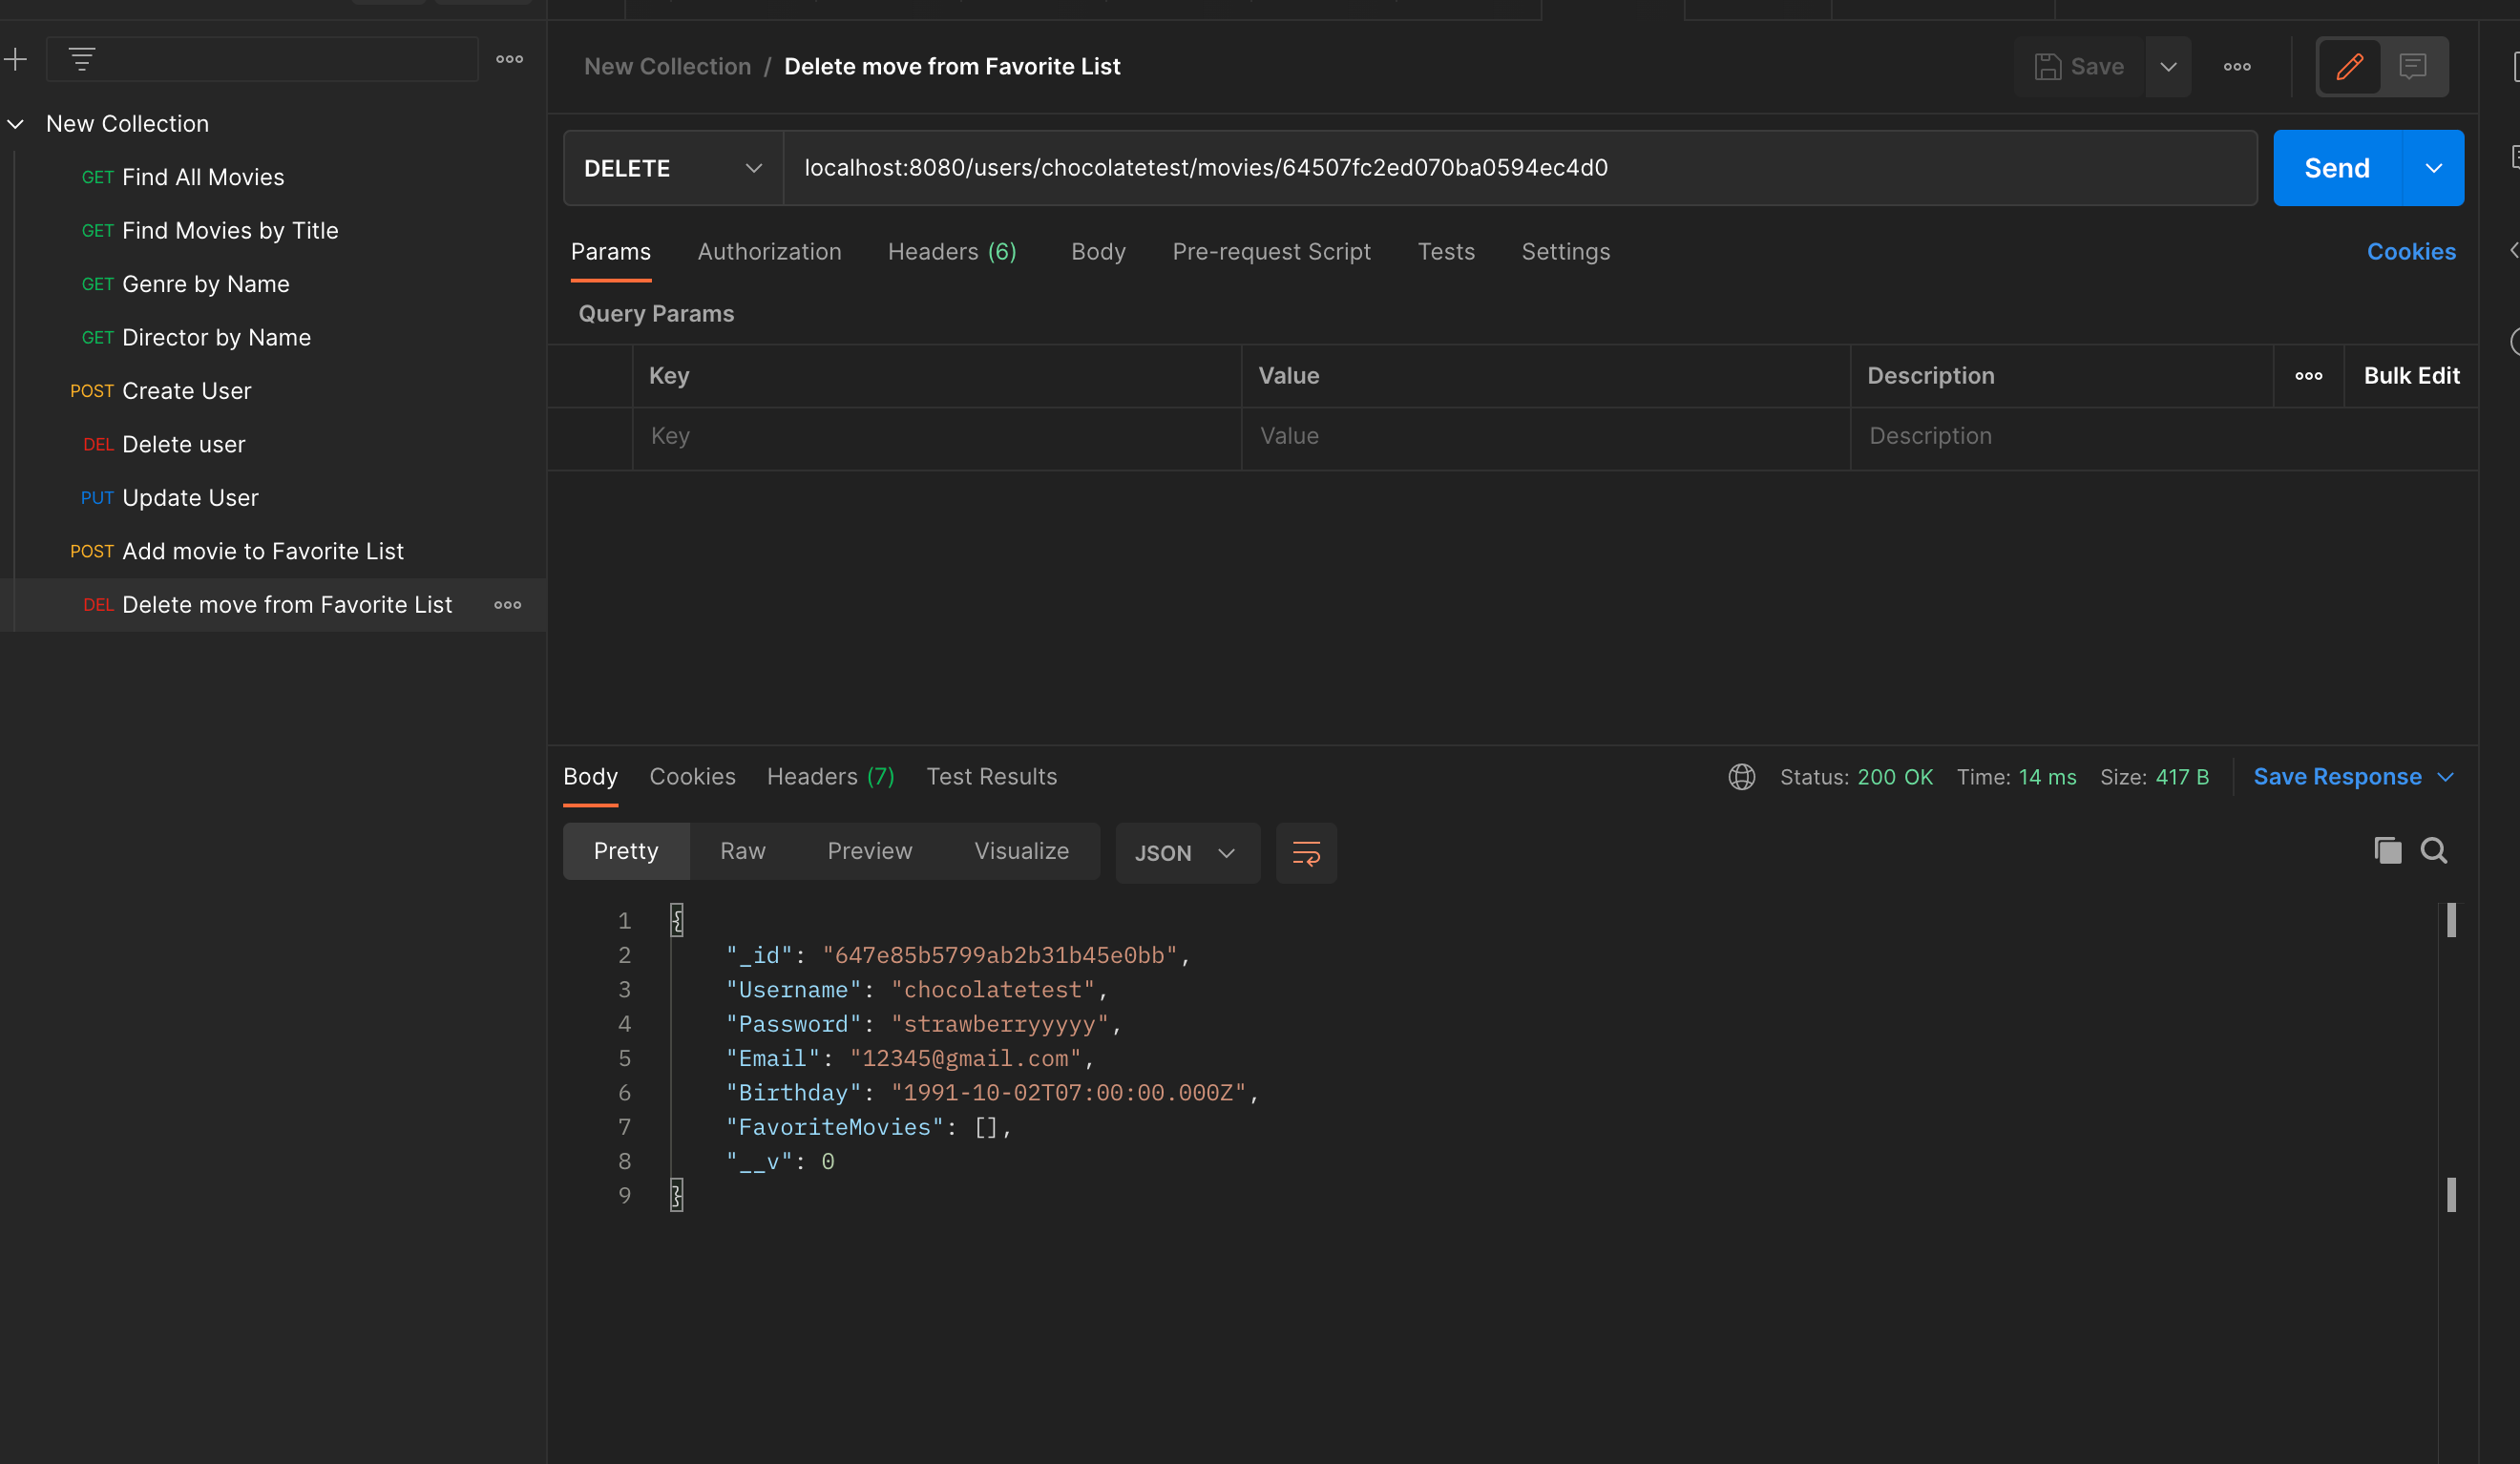 New Collection
GET Find All Movies
GET Find Movies by Title
GET Genre by Name
GET Director by Name
POST Create User
DEL Delete user
PUT Update User
POST Add movie to Favorite List
DEL Delete move from Favorite List
New Collection / Delete move from Favorite List
Save
DELETE localhost:8080/users/chocolatetest/movies/64507fc2ed070ba0594ec4d0 Send
Params Authorization Headers (6) Body Pre-request Script Tests Settings Cookies
Query Params
Key Value Description Bulk Edit
Key Value Description
Body Cookies Headers (7) Test Results Status: 200 OK Time: 14 ms Size: 417 B Save Response
Pretty Raw Preview Visualize JSON
1 {
2 "_id": "647e85b5799ab2b31b45e0bb",
3 "Username": "chocolatetest",
4 "Password": "strawberryyyyy",
5 "Email": "12345@gmail.com",
6 "Birthday": "1991-10-02T07:00:00.000Z",
7 "FavoriteMovies": [],
8 "__v": 0
9 }